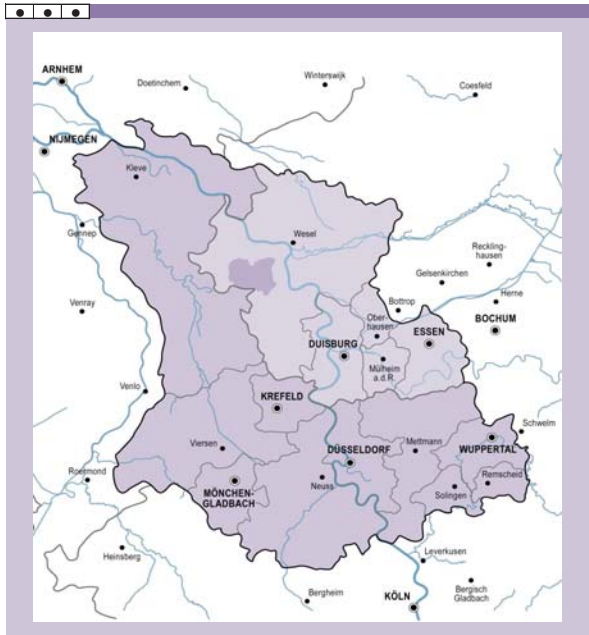 ARNHEM
Doetinchem
Winterswijk
Coesfeld
NIJMEGEN
Kleve
Gennep
Wesel
Reckling-
hausen
Gelsenkirchen
Venray
Bottrop
Herne
Ober-
hausen
ESSEN
BOCHUM
DUISBURG
Mülheim
a.d.R.
Venlo
KREFELD
Schwelm
Viersen
Mettmann
WUPPERTAL
DÜSSELDORF
Roermond
Neuss
Remscheid
MÖNCHEN-
GLADBACH
Solingen
Heinsberg
Leverkusen
Bergheim
Bergisch
Gladbach
KÖLN